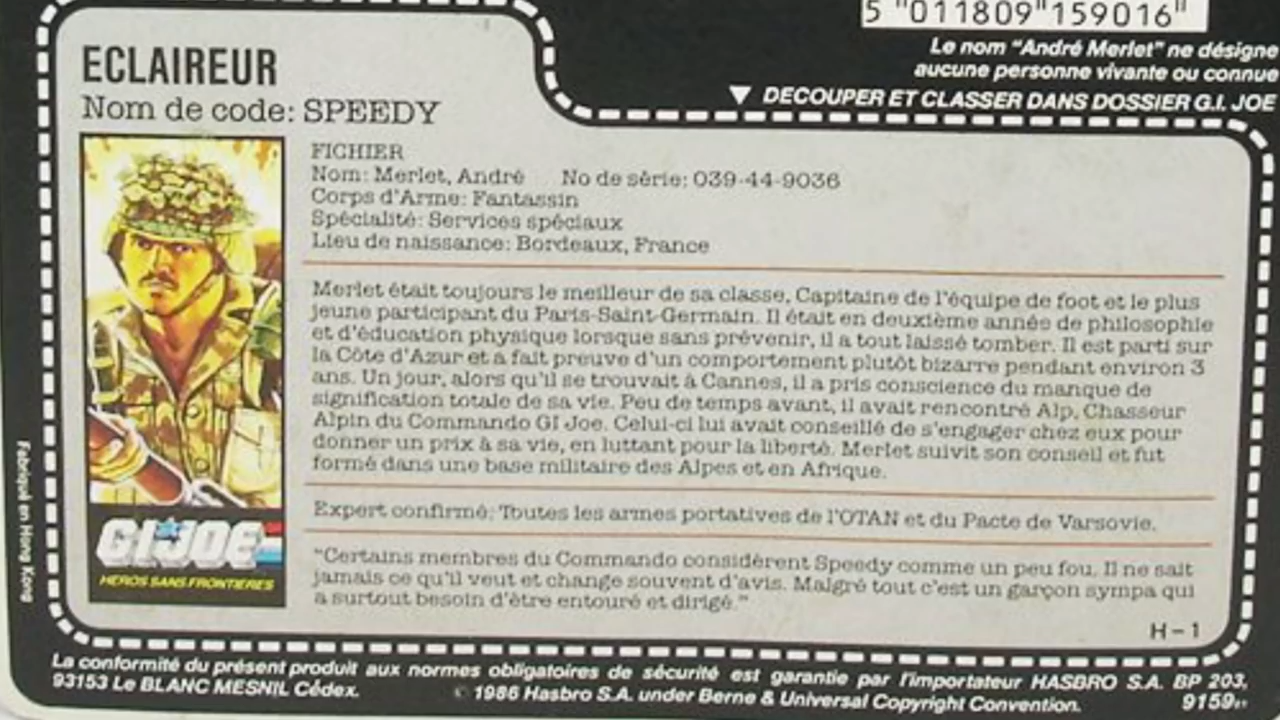 5 "011809"159016"
Le nom "André Merlet" ne désigne
aucune personne vivante ou connue
▼ DECOUPER ET CLASSER DANS DOSSIER G.I. JOE
ECLAIREUR
Nom de code: SPEEDY
FICHIER
Nom: Merlet, André No de série: 039-44-9036
Corps d'Arme: Fantassin
Spécialité: Services spéciaux
Lieu de naissance: Bordeaux, France
Merlet était toujours le meilleur de sa classe, Capitaine de l'équipe de foot et le plus
jeune participant du Paris-Saint-Germain. Il était en deuxième année de philosophie
et d'éducation physique lorsque sans prévenir, il a tout laissé tomber. Il est parti sur
la Côte d'Azur et a fait preuve d'un comportement plutôt bizarre pendant environ 3
ans. Un jour, alors qu'il se trouvait à Cannes, il a pris conscience du manque de
signification totale de sa vie. Peu de temps avant, il avait rencontré Alp, Chasseur
Alpin du Commando GI Joe. Celui-ci lui avait conseillé de s'engager chez eux pour
donner un prix à sa vie, en luttant pour la liberté. Merlet suivit son conseil et fut
formé dans une base militaire des Alpes et en Afrique.
Expert confirmé: Toutes les armes portatives de l'OTAN et du Pacte de Varsovie.
"Certains membres du Commando considèrent Speedy comme un peu fou. Il ne sait
jamais ce qu'il veut et change souvent d'avis. Malgré tout c'est un garçon sympa qui
a surtout besoin d'être entouré et dirigé."
H-1
GI JOE
HEROS SANS FRONTIERES
Fabriqué en Hong Kong
La conformité du présent produit aux normes obligatoires de sécurité est garantie par l'importateur HASBRO S.A. BP 203,
93153 Le BLANC MESNIL Cédex. © 1986 Hasbro S.A. under Berne & Universal Copyright Convention. 9159